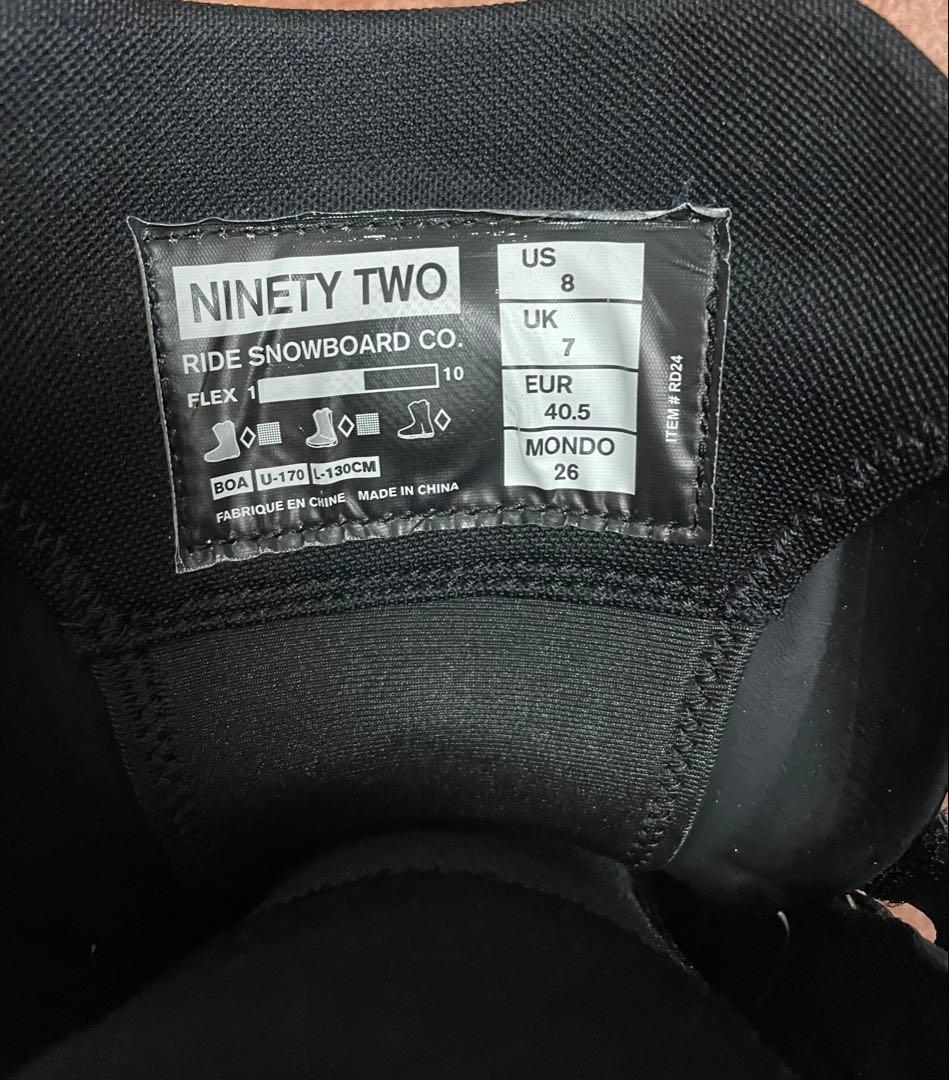 NINETY TWO
RIDE SNOWBOARD CO.
FLEX 1 10
BOA U-170 L-130CM
FABRIQUE EN CHINE MADE IN CHINA
US
8
UK
7
EUR
40.5
MONDO
26
ITEM # RD24